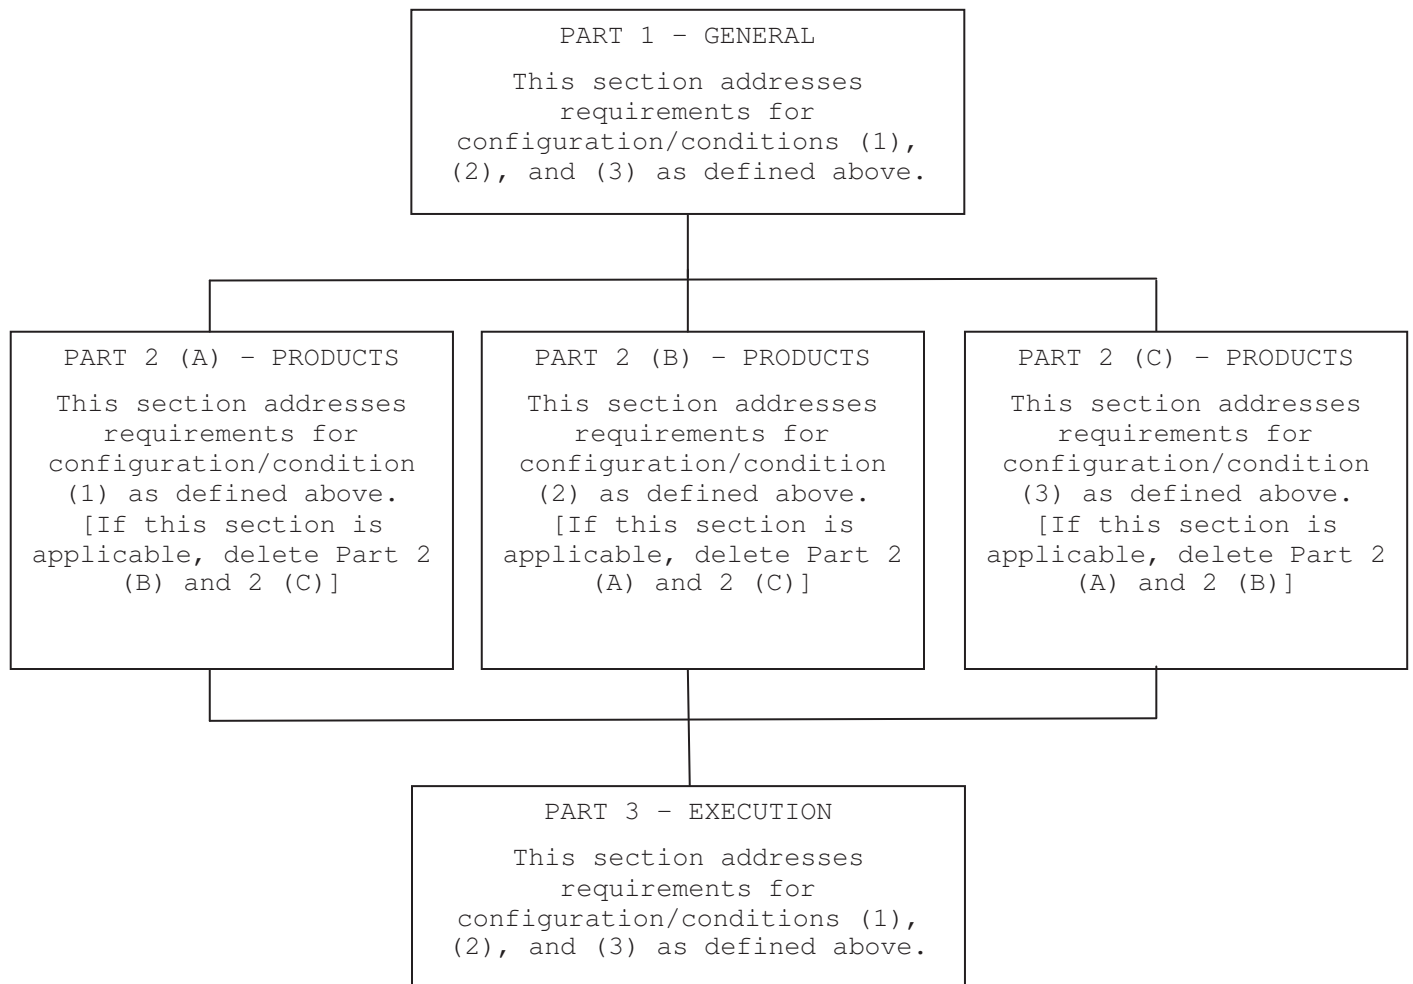 PART 1 – GENERAL
This section addresses
requirements for
configuration/conditions (1),
(2), and (3) as defined above.
PART 2 (A) – PRODUCTS
This section addresses
requirements for
configuration/condition
(1) as defined above.
[If this section is
applicable, delete Part 2
(B) and 2 (C)]
PART 2 (B) – PRODUCTS
This section addresses
requirements for
configuration/condition
(2) as defined above.
[If this section is
applicable, delete Part 2
(A) and 2 (C)]
PART 2 (C) – PRODUCTS
This section addresses
requirements for
configuration/condition
(3) as defined above.
[If this section is
applicable, delete Part 2
(A) and 2 (B)]
PART 3 – EXECUTION
This section addresses
requirements for
configuration/conditions (1),
(2), and (3) as defined above.